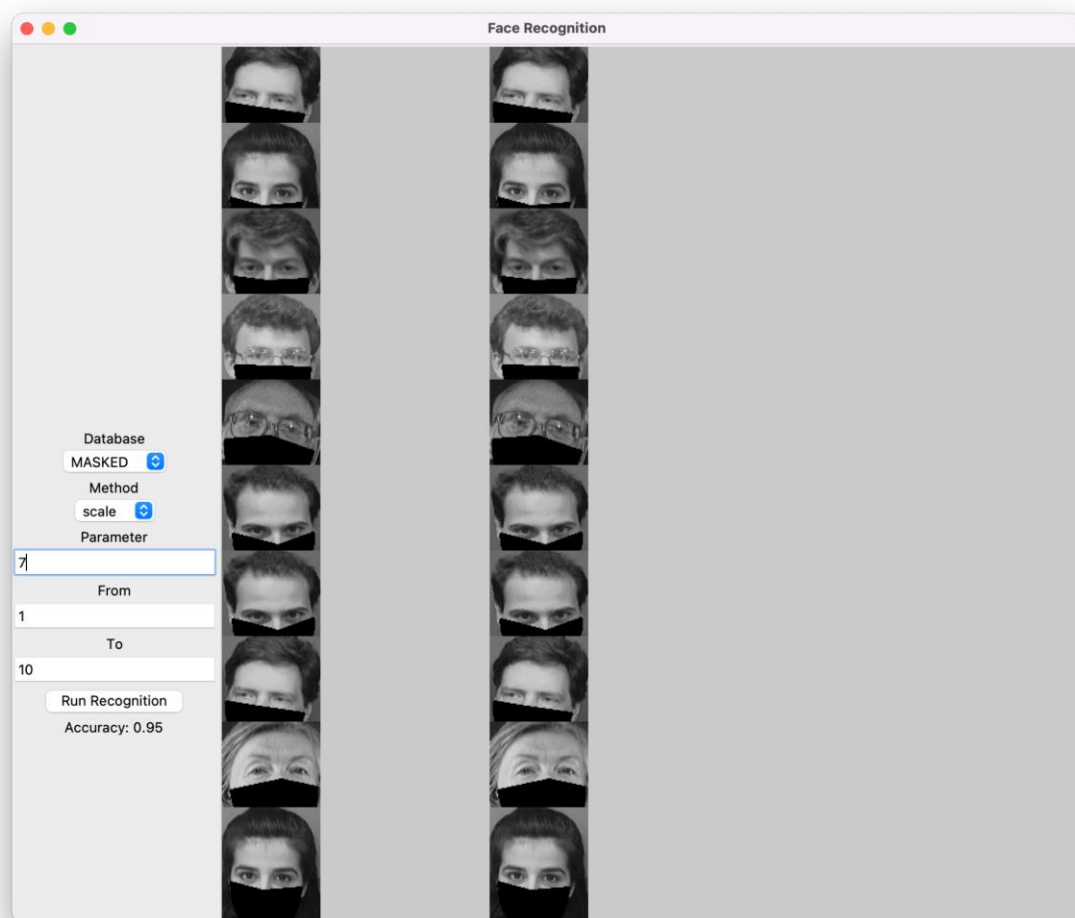 Face Recognition
Database
MASKED
Method
scale
Parameter
7
From
1
To
10
Run Recognition
Accuracy: 0.95